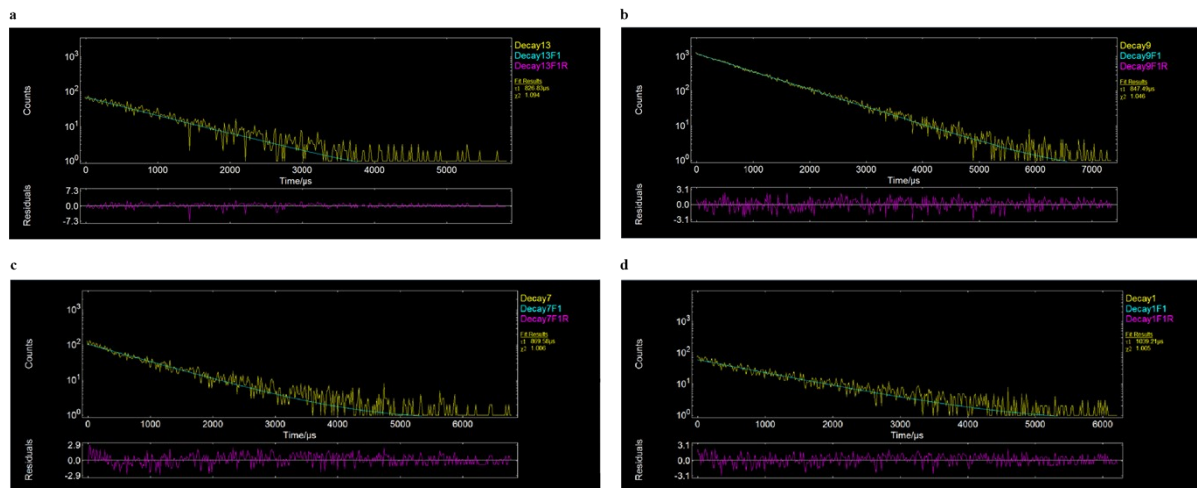 a
Decay13
Decay13F1
Decay13F1R
Fit Results
τ1 826.83μs
χ2 1.094
Counts
10³
10²
10¹
10⁰
0 1000 2000 3000 4000 5000
Time/μs
Residuals
7.3
0.0
-7.3
b
Decay9
Decay9F1
Decay9F1R
Fit Results
τ1 847.49μs
χ2 1.046
Counts
10³
10²
10¹
10⁰
0 1000 2000 3000 4000 5000 6000 7000
Time/μs
Residuals
3.1
0.0
-3.1
c
Decay7
Decay7F1
Decay7F1R
Fit Results
τ1 869.58μs
χ2
Counts
10³
10²
10¹
10⁰
0 1000 2000 3000 4000 5000 6000
Time/μs
Residuals
2.9
0.0
-2.9
d
Decay1
Decay1F1
Decay1F1R
Fit Results
τ1 1039.21μs
χ2 1.005
Counts
10³
10²
10¹
10⁰
0 1000 2000 3000 4000 5000 6000
Time/μs
Residuals
3.1
0.0
-3.1